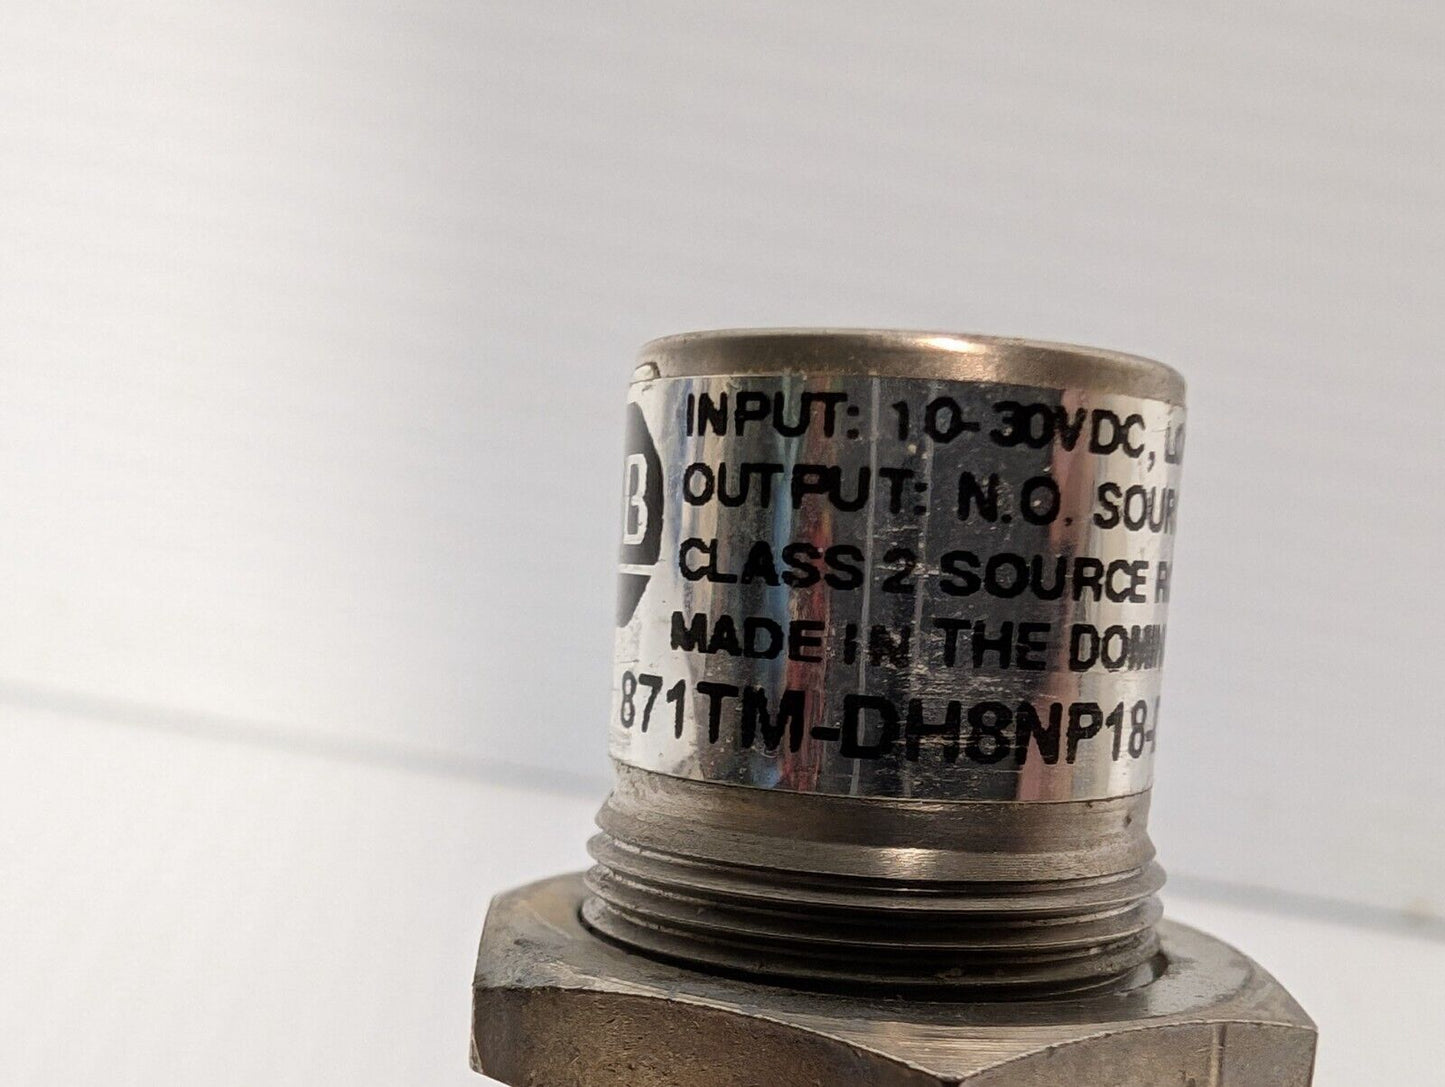 B
INPUT: 10-30VDC,
OUTPUT: N.O.
CLASS 2 SOURCE
MADE IN THE
871TM-DH8NP18-